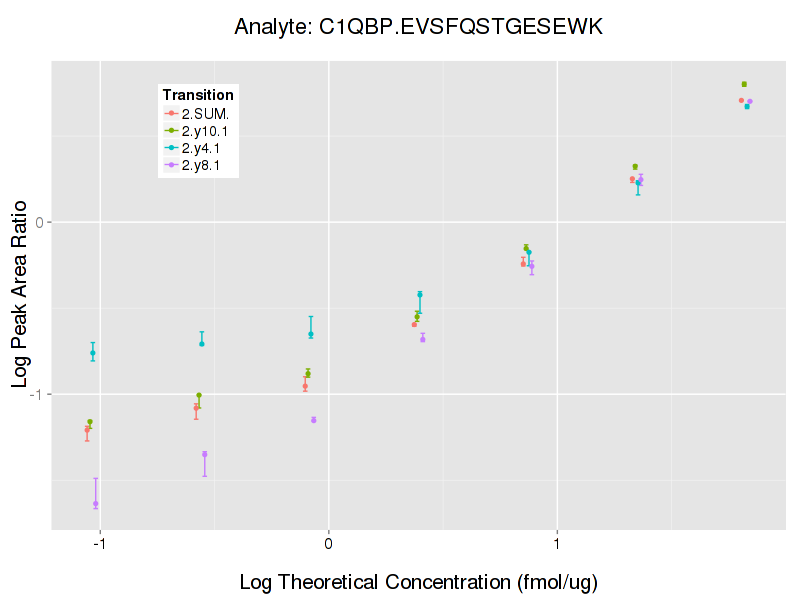 Analyte: C1QBP.EVSFQSTGESEWK
Transition
2.SUM.
2.y10.1
2.y4.1
2.y8.1
Log Peak Area Ratio
0
-1
-1
0
1
Log Theoretical Concentration (fmol/ug)